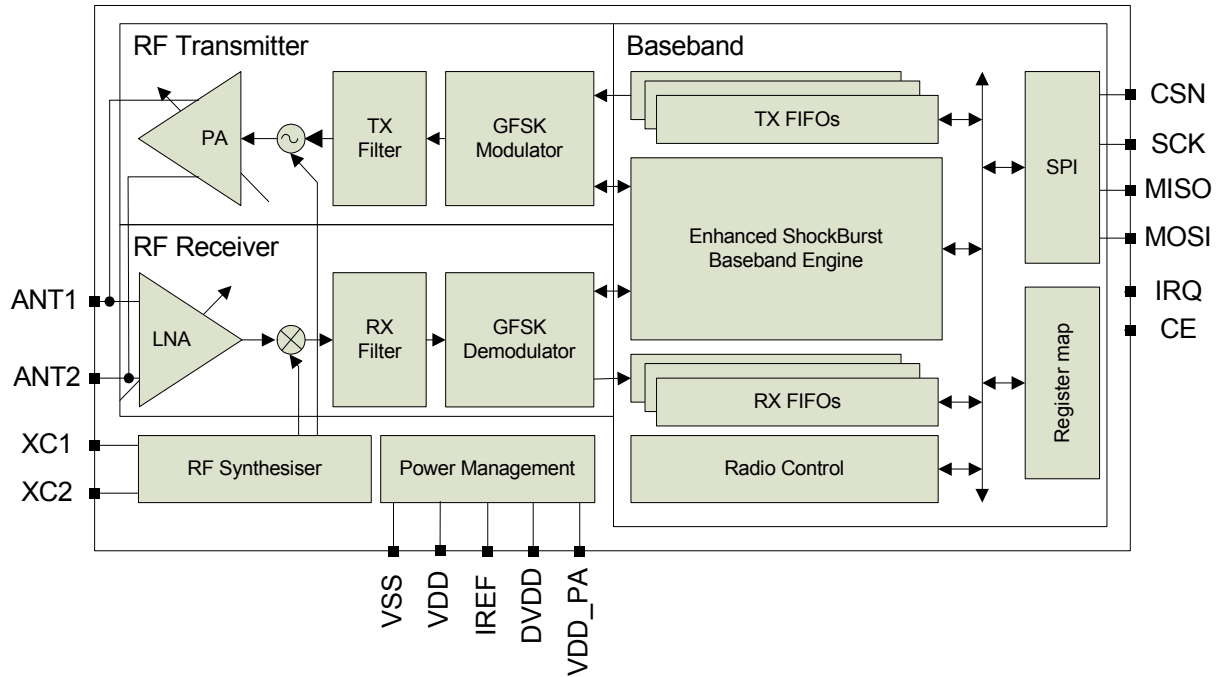 RF Transmitter
Baseband
PA
TX
Filter
GFSK
Modulator
TX FIFOs
SPI
CSN
SCK
MISO
MOSI
Enhanced ShockBurst
Baseband Engine
RF Receiver
ANT1
ANT2
LNA
RX
Filter
GFSK
Demodulator
RX FIFOs
Register map
IRQ
CE
XC1
XC2
RF Synthesiser
Power Management
Radio Control
VSS
VDD
IREF
DVDD
VDD_PA